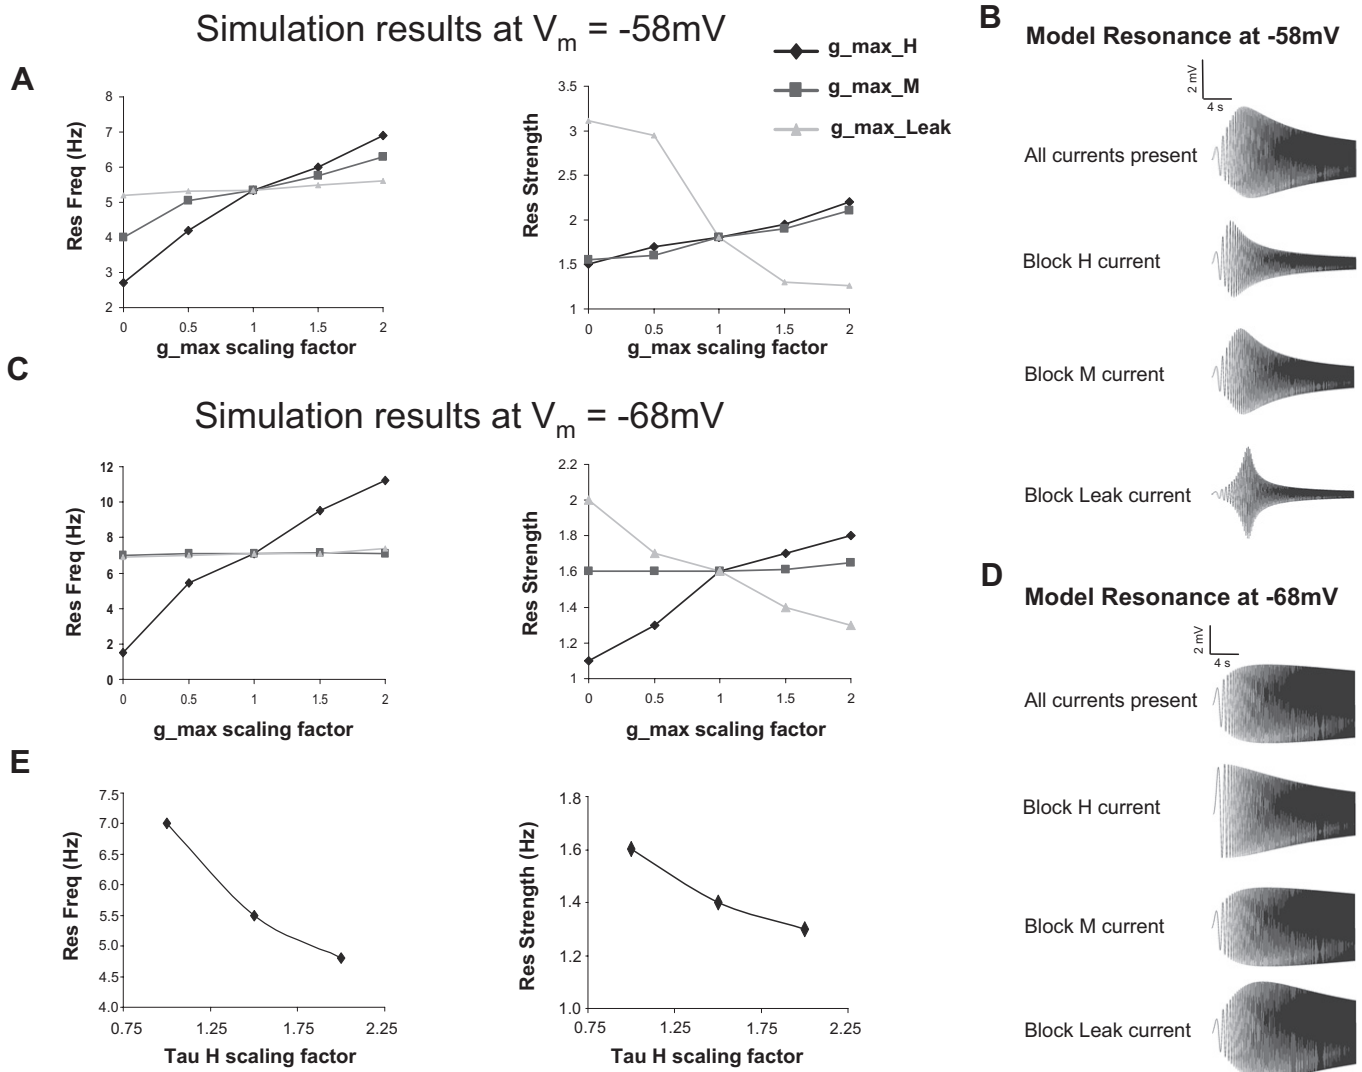 Simulation results at Vm = -58mV
g_max_H
g_max_M
g_max_Leak
A
Res Freq (Hz)
8
7
6
5
4
3
2
0
0.5
1
1.5
2
g_max scaling factor
Res Strength
3.5
3
2.5
2
1.5
1
0
0.5
1
1.5
2
g_max scaling factor
B
Model Resonance at -58mV
2 mV
4 s
All currents present
Block H current
Block M current
Block Leak current
C
Simulation results at Vm = -68mV
Res Freq (Hz)
12
10
8
6
4
2
0
0
0.5
1
1.5
2
g_max scaling factor
Res Strength
2.2
2
1.8
1.6
1.4
1.2
1
0
0.5
1
1.5
2
g_max scaling factor
D
Model Resonance at -68mV
2 mV
4 s
All currents present
Block H current
Block M current
Block Leak current
E
Res Freq (Hz)
7.5
7.0
6.5
6.0
5.5
5.0
4.5
4.0
0.75
1.25
1.75
2.25
Tau H scaling factor
Res Strength (Hz)
1.8
1.6
1.4
1.2
1.0
0.75
1.25
1.75
2.25
Tau H scaling factor